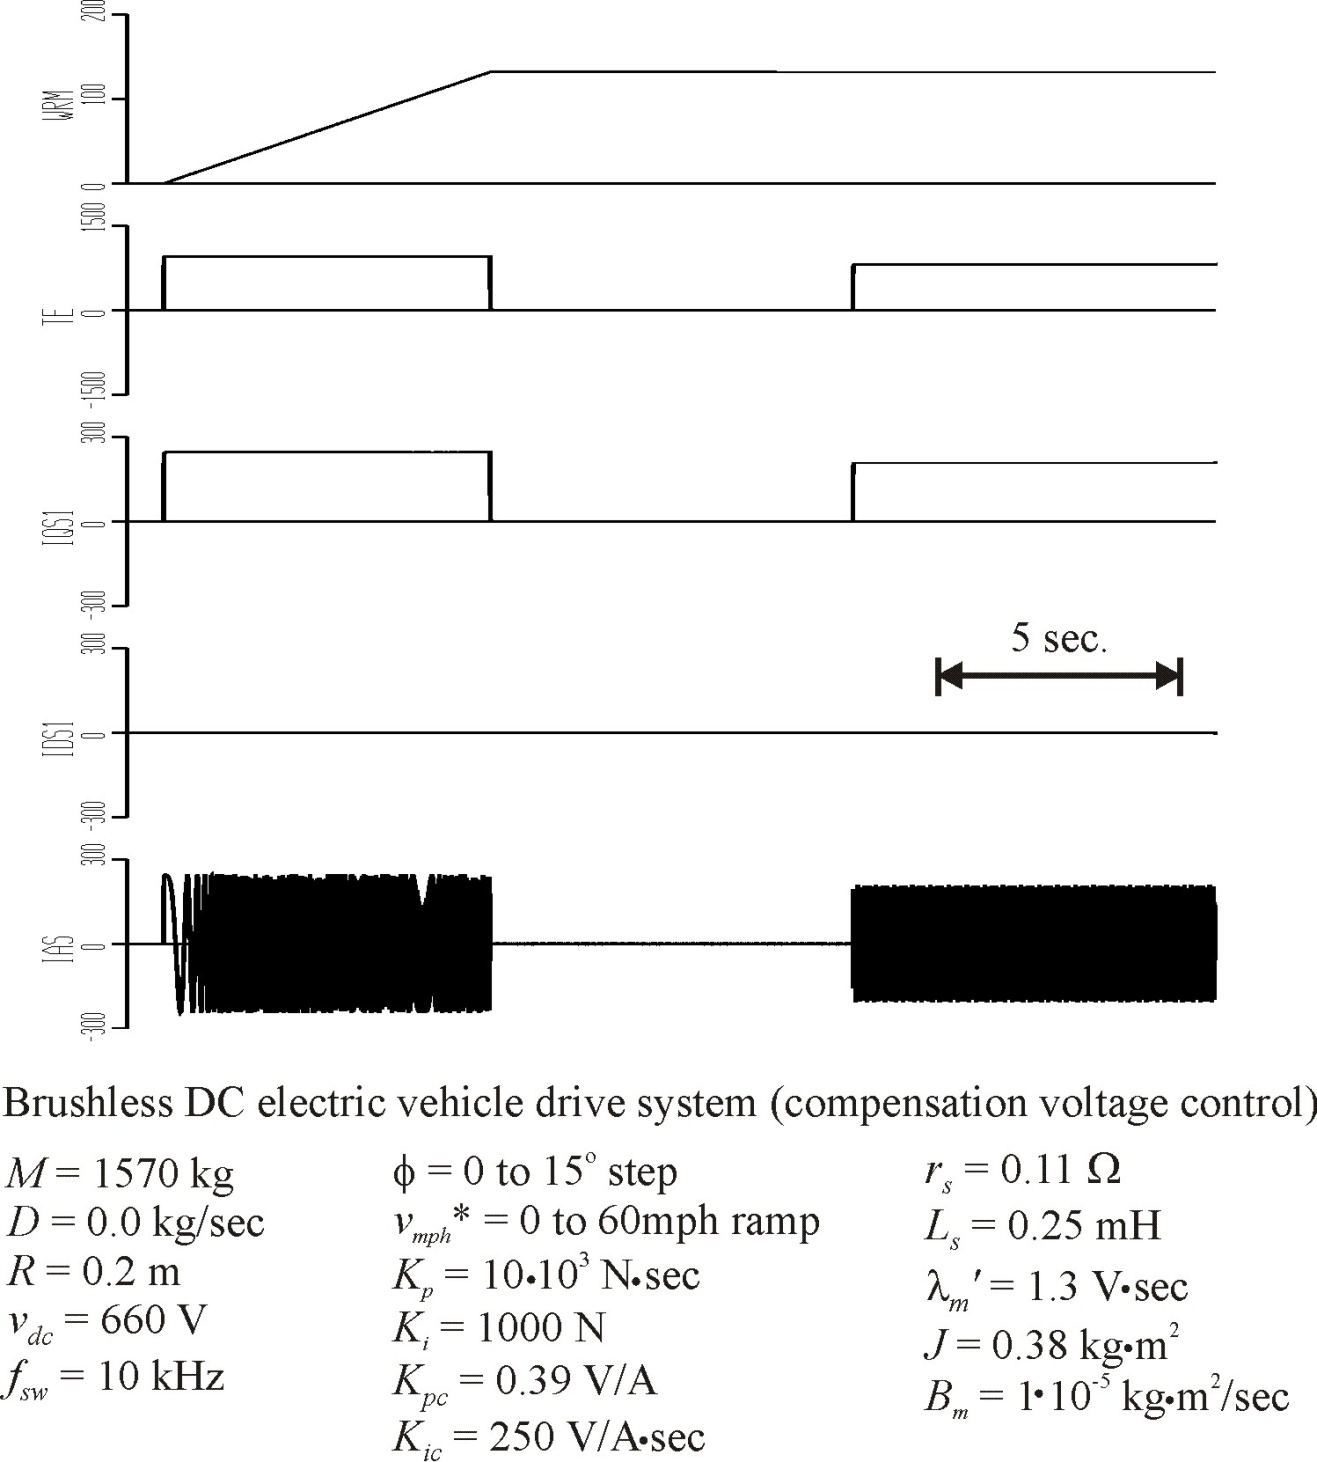 200
100
0
WRM
1500
0
-1500
TE
300
0
-300
IQS1
5 sec.
300
0
-300
IDS1
300
0
-300
IAS
Brushless DC electric vehicle drive system (compensation voltage control)
M = 1570 kg
D = 0.0 kg/sec
R = 0.2 m
v_dc = 660 V
f_sw = 10 kHz
ϕ = 0 to 15° step
v_mph* = 0 to 60mph ramp
K_p = 10•10³ N•sec
K_i = 1000 N
K_pc = 0.39 V/A
K_ic = 250 V/A•sec
r_s = 0.11 Ω
L_s = 0.25 mH
λ_m' = 1.3 V•sec
J = 0.38 kg•m²
B_m = 1•10⁻⁵ kg•m²/sec